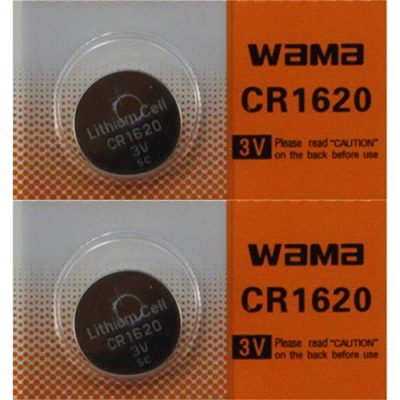 wama
CR1620
3V Please read "CAUTION"
on the back before use
Lithium Cell
CR1620
3V
SC
wama
CR1620
3V Please read "CAUTION"
on the back before use
Lithium Cell
CR1620
3V
SC